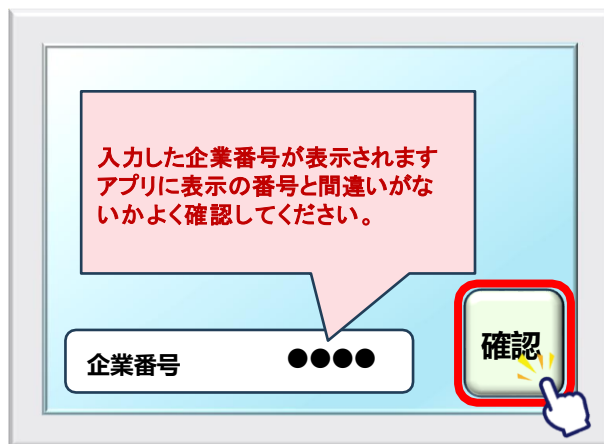 入力した企業番号が表示されます
アプリに表示の番号と間違いがな
いかよく確認してください。
企業番号 ●●●●
確認